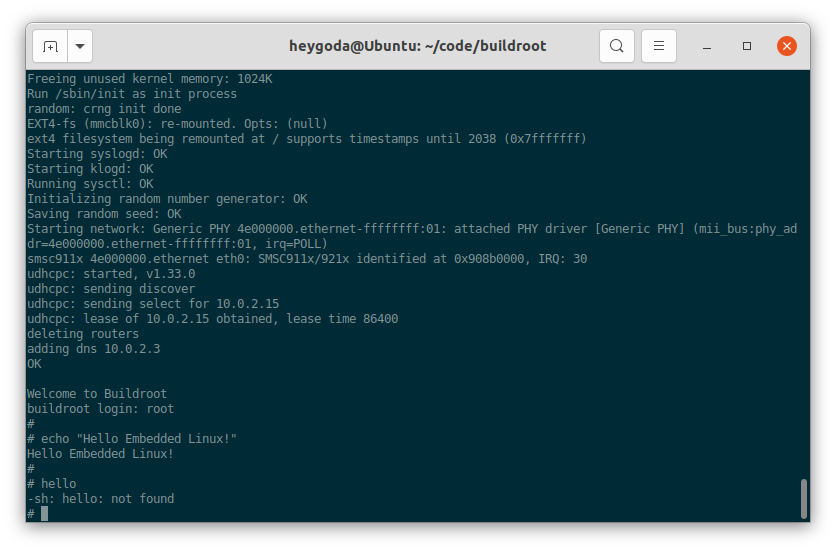 heygoda@Ubuntu: ~/code/buildroot
Freeing unused kernel memory: 1024K
Run /sbin/init as init process
random: crng init done
EXT4-fs (mmcblk0): re-mounted. Opts: (null)
ext4 filesystem being remounted at / supports timestamps until 2038 (0x7fffffff)
Starting syslogd: OK
Starting klogd: OK
Running sysctl: OK
Initializing random number generator: OK
Saving random seed: OK
Starting network: Generic PHY 4e000000.ethernet-ffffffff:01: attached PHY driver [Generic PHY] (mii_bus:phy_ad
dr=4e000000.ethernet-ffffffff:01, irq=POLL)
smsc911x 4e000000.ethernet eth0: SMSC911x/921x identified at 0x908b0000, IRQ: 30
udhcpc: started, v1.33.0
udhcpc: sending discover
udhcpc: sending select for 10.0.2.15
udhcpc: lease of 10.0.2.15 obtained, lease time 86400
deleting routers
adding dns 10.0.2.3
OK

Welcome to Buildroot
buildroot login: root
#
# echo "Hello Embedded Linux!"
Hello Embedded Linux!
#
# hello
-sh: hello: not found
#